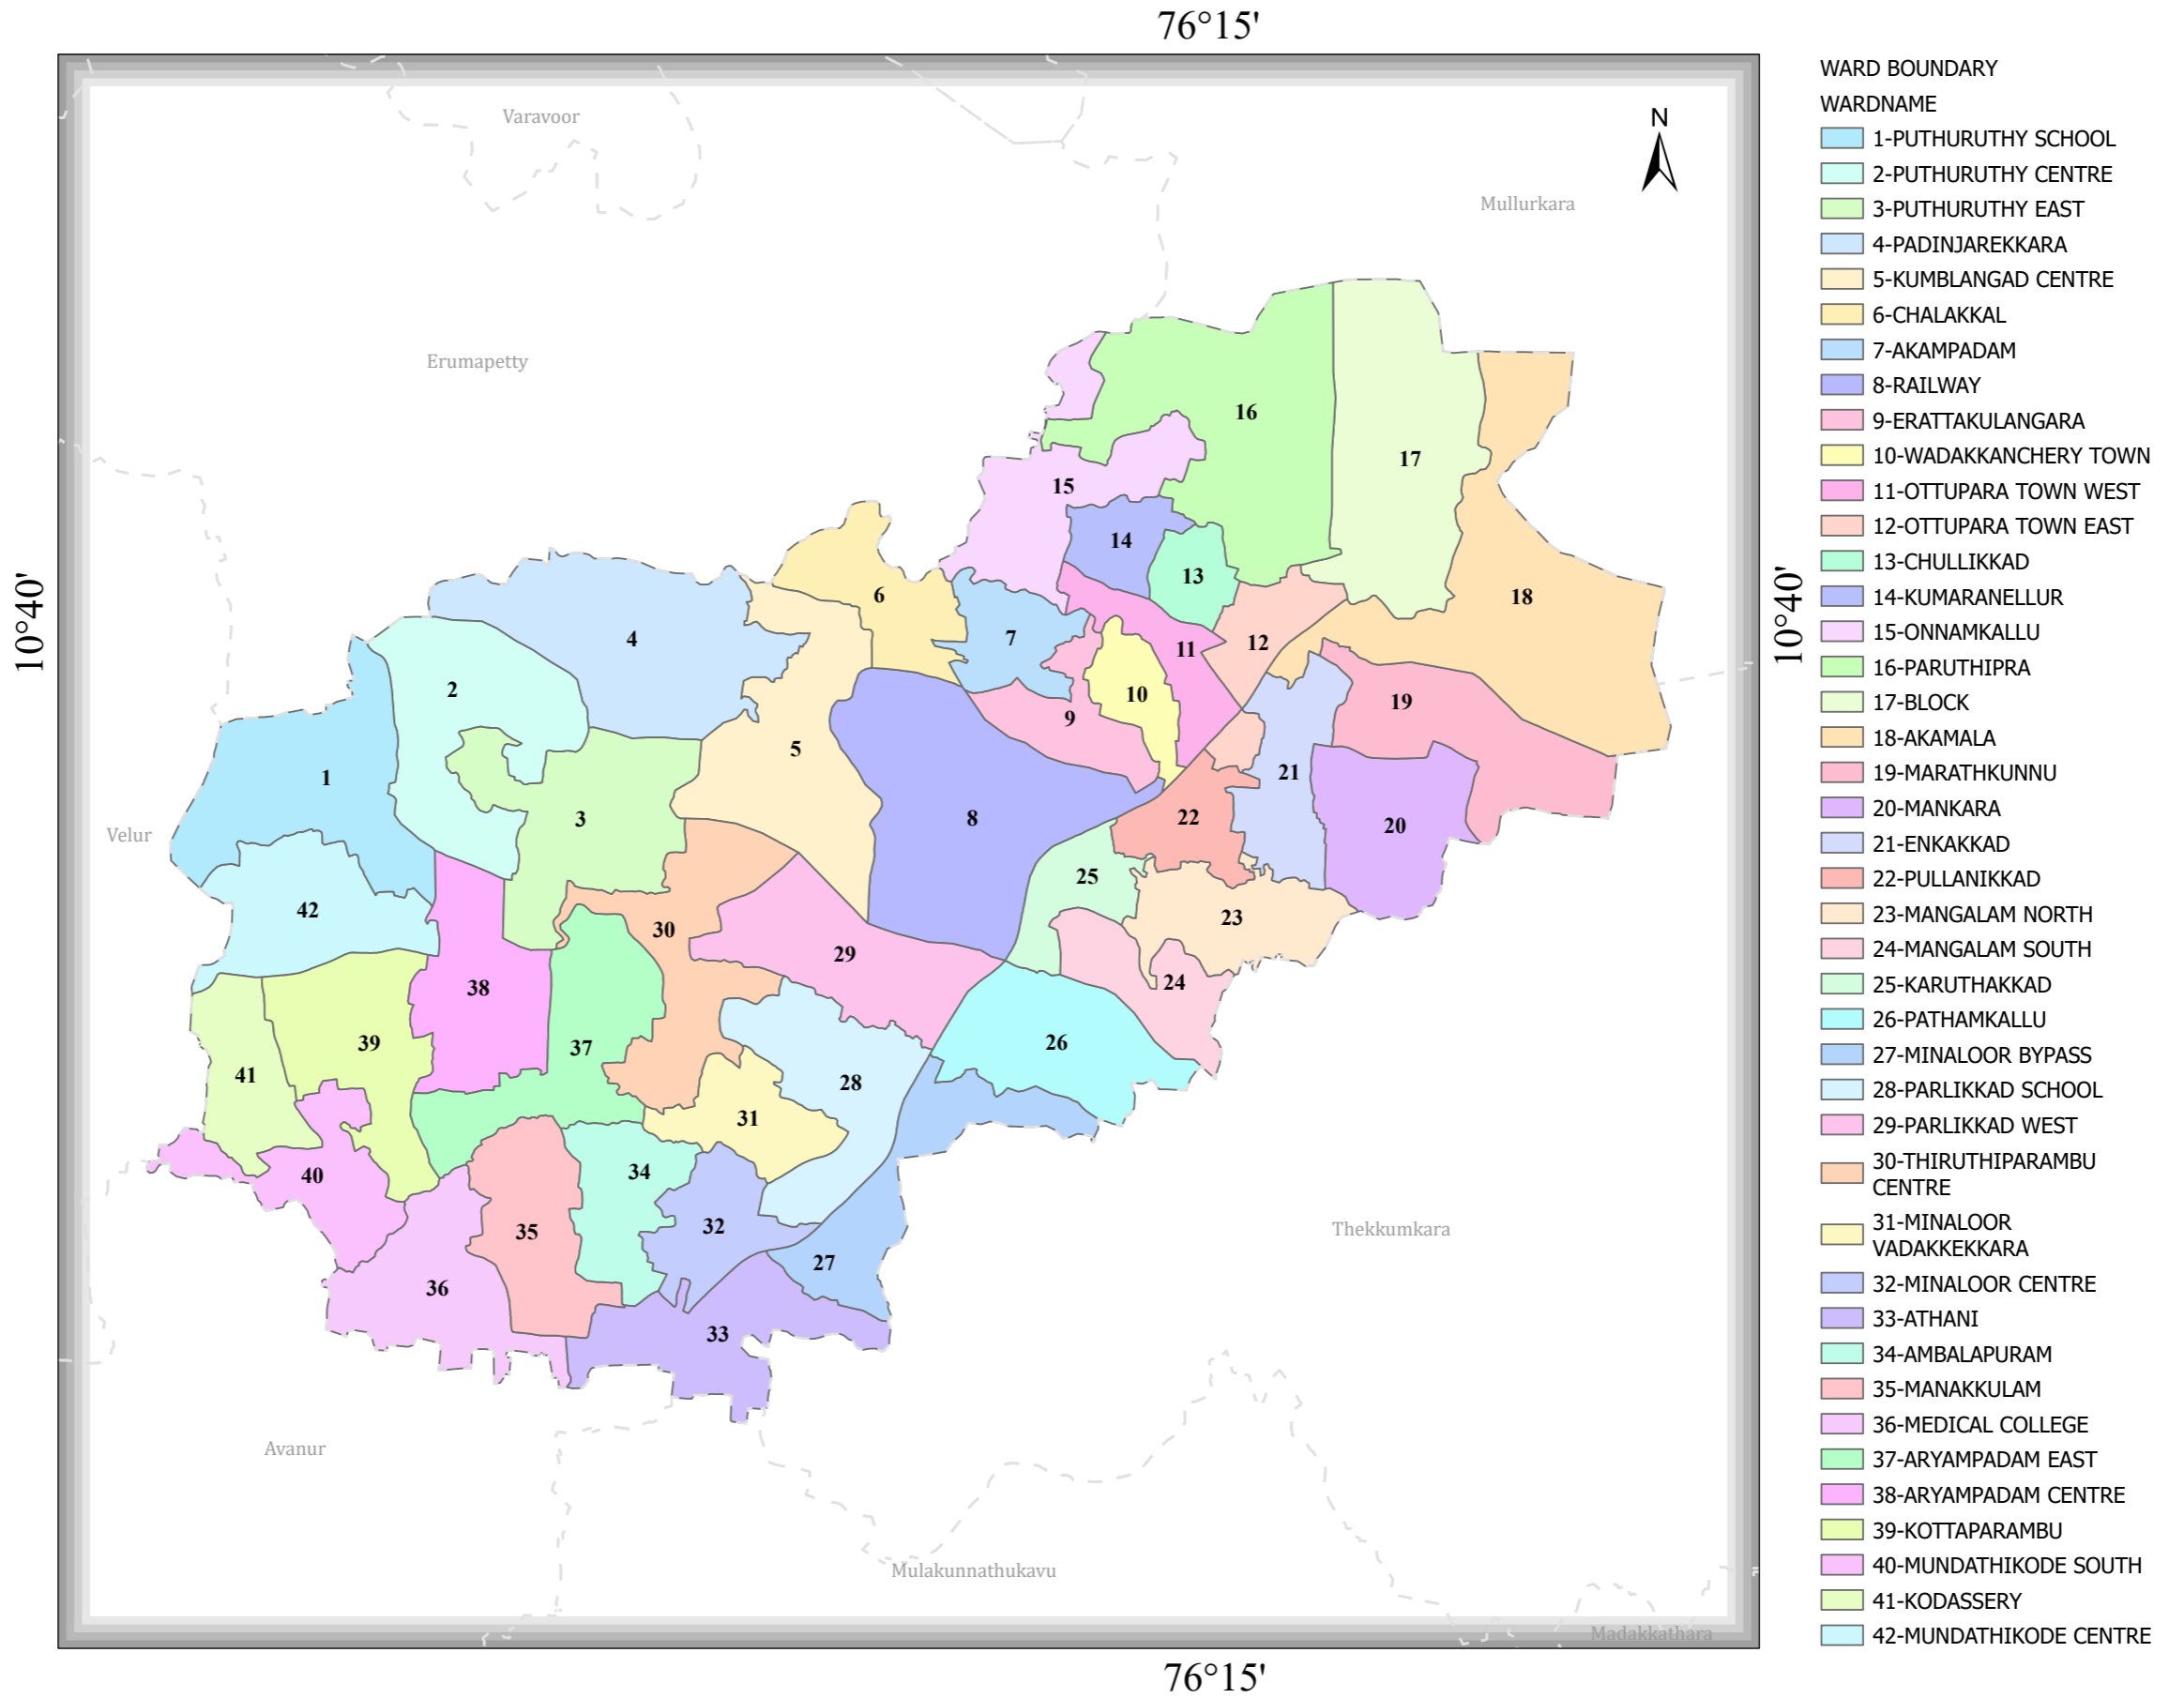 76°15'
WARD BOUNDARY
WARDNAME
1-PUTHURUTHY SCHOOL
2-PUTHURUTHY CENTRE
3-PUTHURUTHY EAST
4-PADINJAREKKARA
5-KUMBLANGAD CENTRE
6-CHALAKKAL
7-AKAMPADAM
8-RAILWAY
9-ERATTAKULANGARA
10-WADAKKANCHERY TOWN
11-OTTUPARA TOWN WEST
12-OTTUPARA TOWN EAST
13-CHULLIKKAD
14-KUMARANELLUR
15-ONNAMKALLU
16-PARUTHIPRA
17-BLOCK
18-AKAMALA
19-MARATHKUNNU
20-MANKARA
21-ENKAKKAD
22-PULLANIKKAD
23-MANGALAM NORTH
24-MANGALAM SOUTH
25-KARUTHAKKAD
26-PATHAMKALLU
27-MINALOOR BYPASS
28-PARLIKKAD SCHOOL
29-PARLIKKAD WEST
30-THIRUTHIPARAMBU
CENTRE
31-MINALOOR
VADAKKEKKARA
32-MINALOOR CENTRE
33-ATHANI
34-AMBALAPURAM
35-MANAKKULAM
36-MEDICAL COLLEGE
37-ARYAMPADAM EAST
38-ARYAMPADAM CENTRE
39-KOTTAPARAMBU
40-MUNDATHIKODE SOUTH
41-KODASSERY
42-MUNDATHIKODE CENTRE
N
Varavoor
Mullurkara
Erumapetty
16
17
15
14
13
6
18
10°40'
10°40'
4
7
12
11
2
10
19
9
5
1
21
8
22
3
20
Velur
25
42
23
30
29
24
38
26
39
37
41
28
31
34
40
32
35
Thekkumkara
27
36
33
Avanur
Mulakunnathukavu
Madakkathara
76°15'